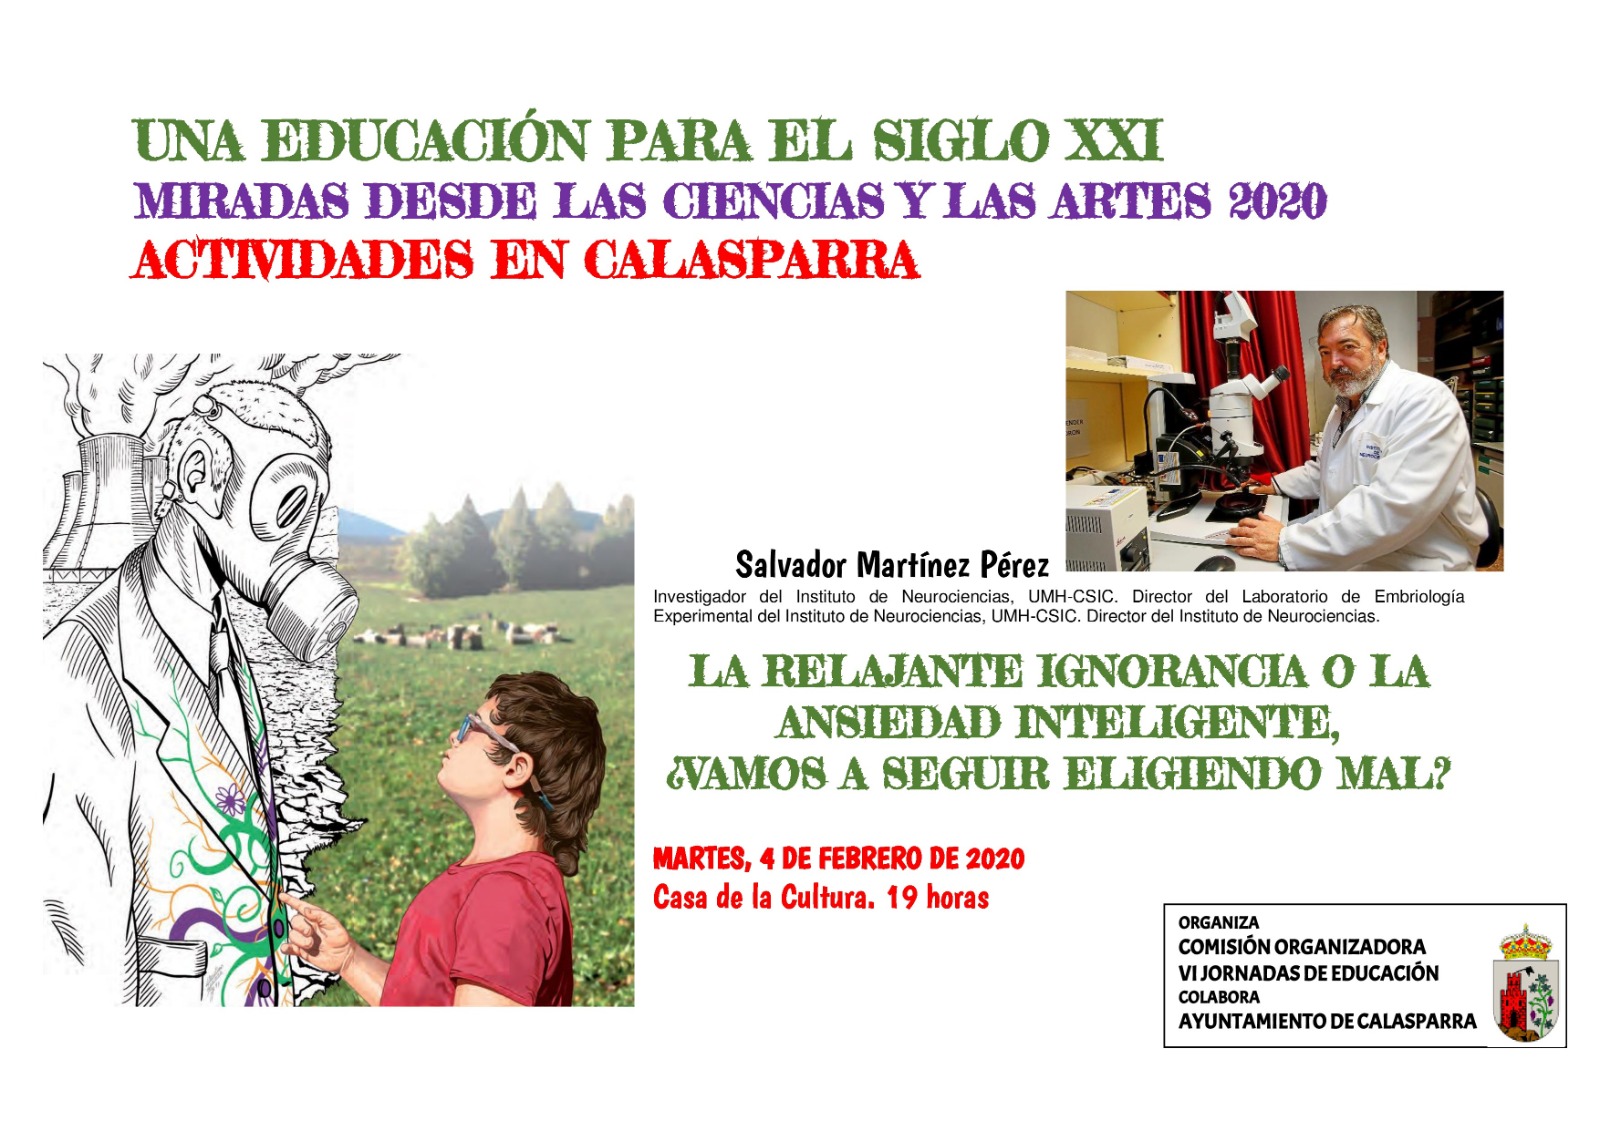 UNA EDUCACIÓN PARA EL SIGLO XXI
MIRADAS DESDE LAS CIENCIAS Y LAS ARTES 2020
ACTIVIDADES EN CALASPARRA
Salvador Martínez Pérez
Investigador del Instituto de Neurociencias, UMH-CSIC. Director del Laboratorio de Embriología
Experimental del Instituto de Neurociencias, UMH-CSIC. Director del Instituto de Neurociencias.
LA RELAJANTE IGNORANCIA O LA
ANSIEDAD INTELIGENTE,
¿VAMOS A SEGUIR ELIGIENDO MAL?
MARTES, 4 DE FEBRERO DE 2020
Casa de la Cultura. 19 horas
ORGANIZA
COMISIÓN ORGANIZADORA
VI JORNADAS DE EDUCACIÓN
COLABORA
AYUNTAMIENTO DE CALASPARRA